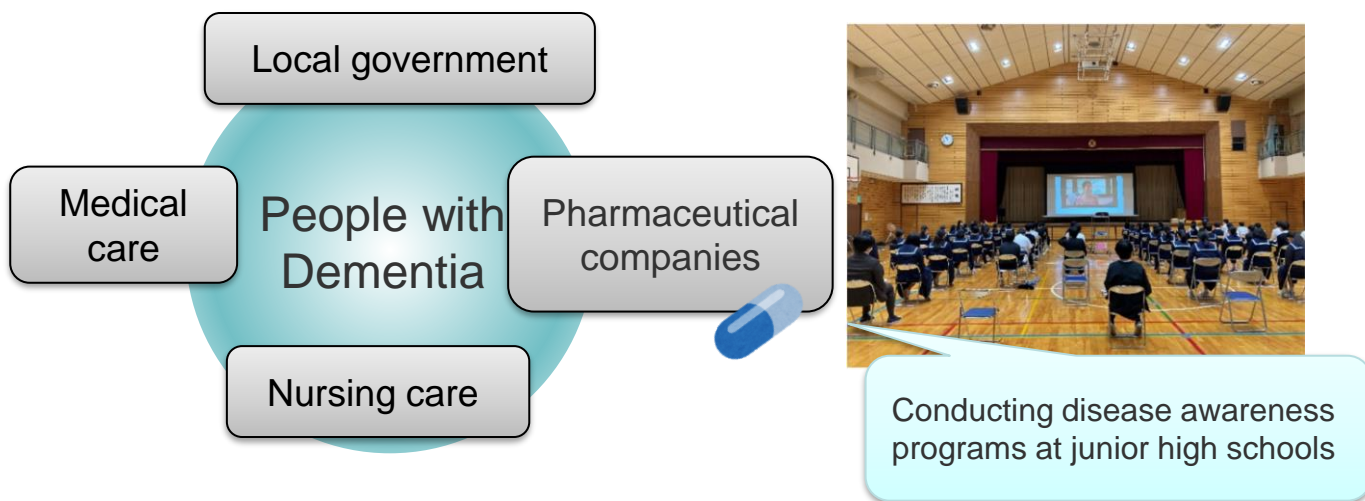 Local government
Medical
care
People with
Dementia
Pharmaceutical
companies
Nursing care
Conducting disease awareness
programs at junior high schools